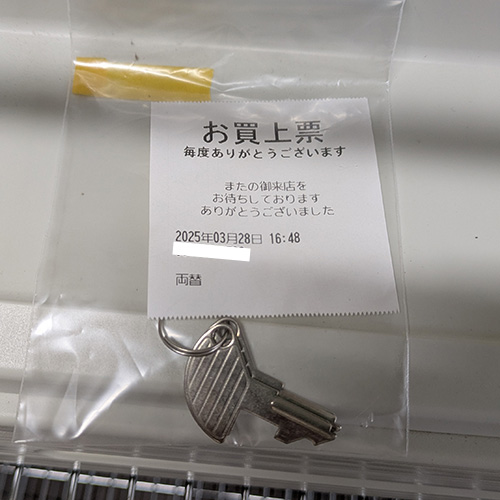 お買上票
毎度ありがとうございます
またの御来店を
お待ちしております
ありがとうございました
2025年03月28日 16:48
両替